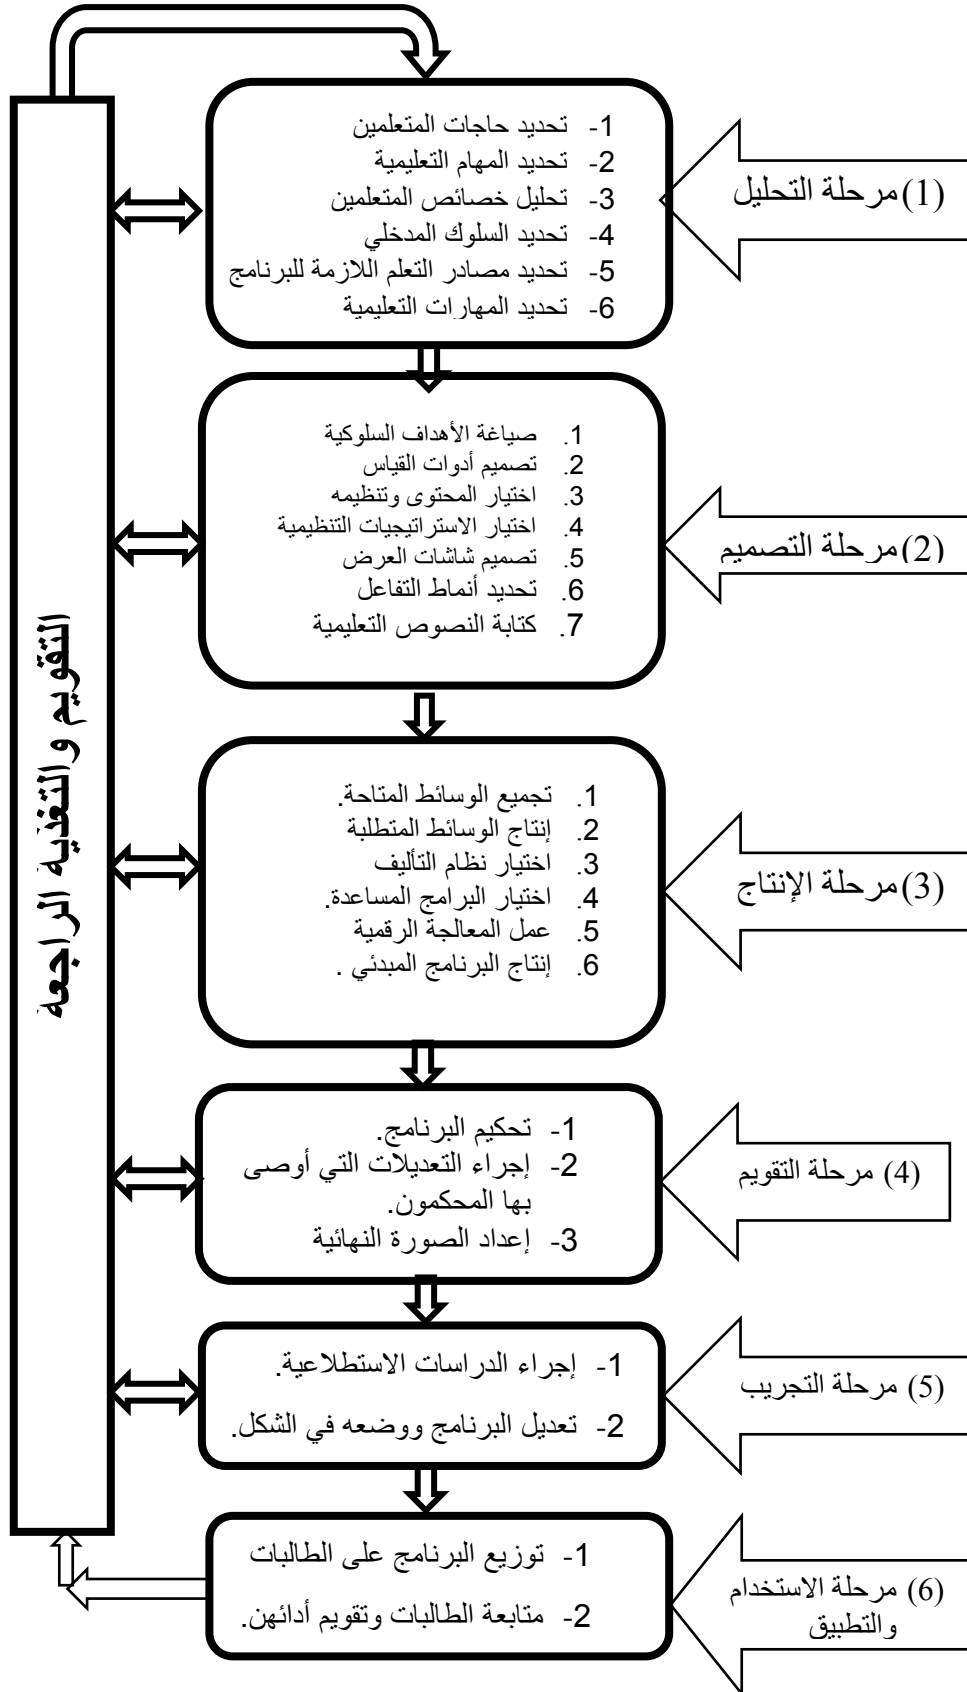 (1) مرحلة التحليل
1- تحديد حاجات المتعلمين
2- تحديد المهام التعليمية
3- تحليل خصائص المتعلمين
4- تحديد السلوك المدخلي
5- تحديد مصادر التعلم اللازمة للبرنامج
6- تحديد المهارات التعليمية
(2) مرحلة التصميم
1. صياغة الأهداف السلوكية
2. تصميم أدوات القياس
3. اختيار المحتوى وتنظيمه
4. اختيار الاستراتيجيات التنظيمية
5. تصميم شاشات العرض
6. تحديد أنماط التفاعل
7. كتابة النصوص التعليمية
(3) مرحلة الإنتاج
1. تجميع الوسائط المتاحة.
2. إنتاج الوسائط المتطلبة
3. اختيار نظام التأليف
4. اختيار البرامج المساعدة.
5. عمل المعالجة الرقمية
6. إنتاج البرنامج المبدئي .
(4) مرحلة التقويم
1- تحكيم البرنامج.
2- إجراء التعديلات التي أوصى
بها المحكمون.
3- إعداد الصورة النهائية
(5) مرحلة التجريب
1- إجراء الدراسات الاستطلاعية.
2- تعديل البرنامج ووضعه في الشكل.
(6) مرحلة الاستخدام
والتطبيق
1- توزيع البرنامج على الطالبات
2- متابعة الطالبات وتقويم أدائهن.
التقويم والتغذية الراجعة